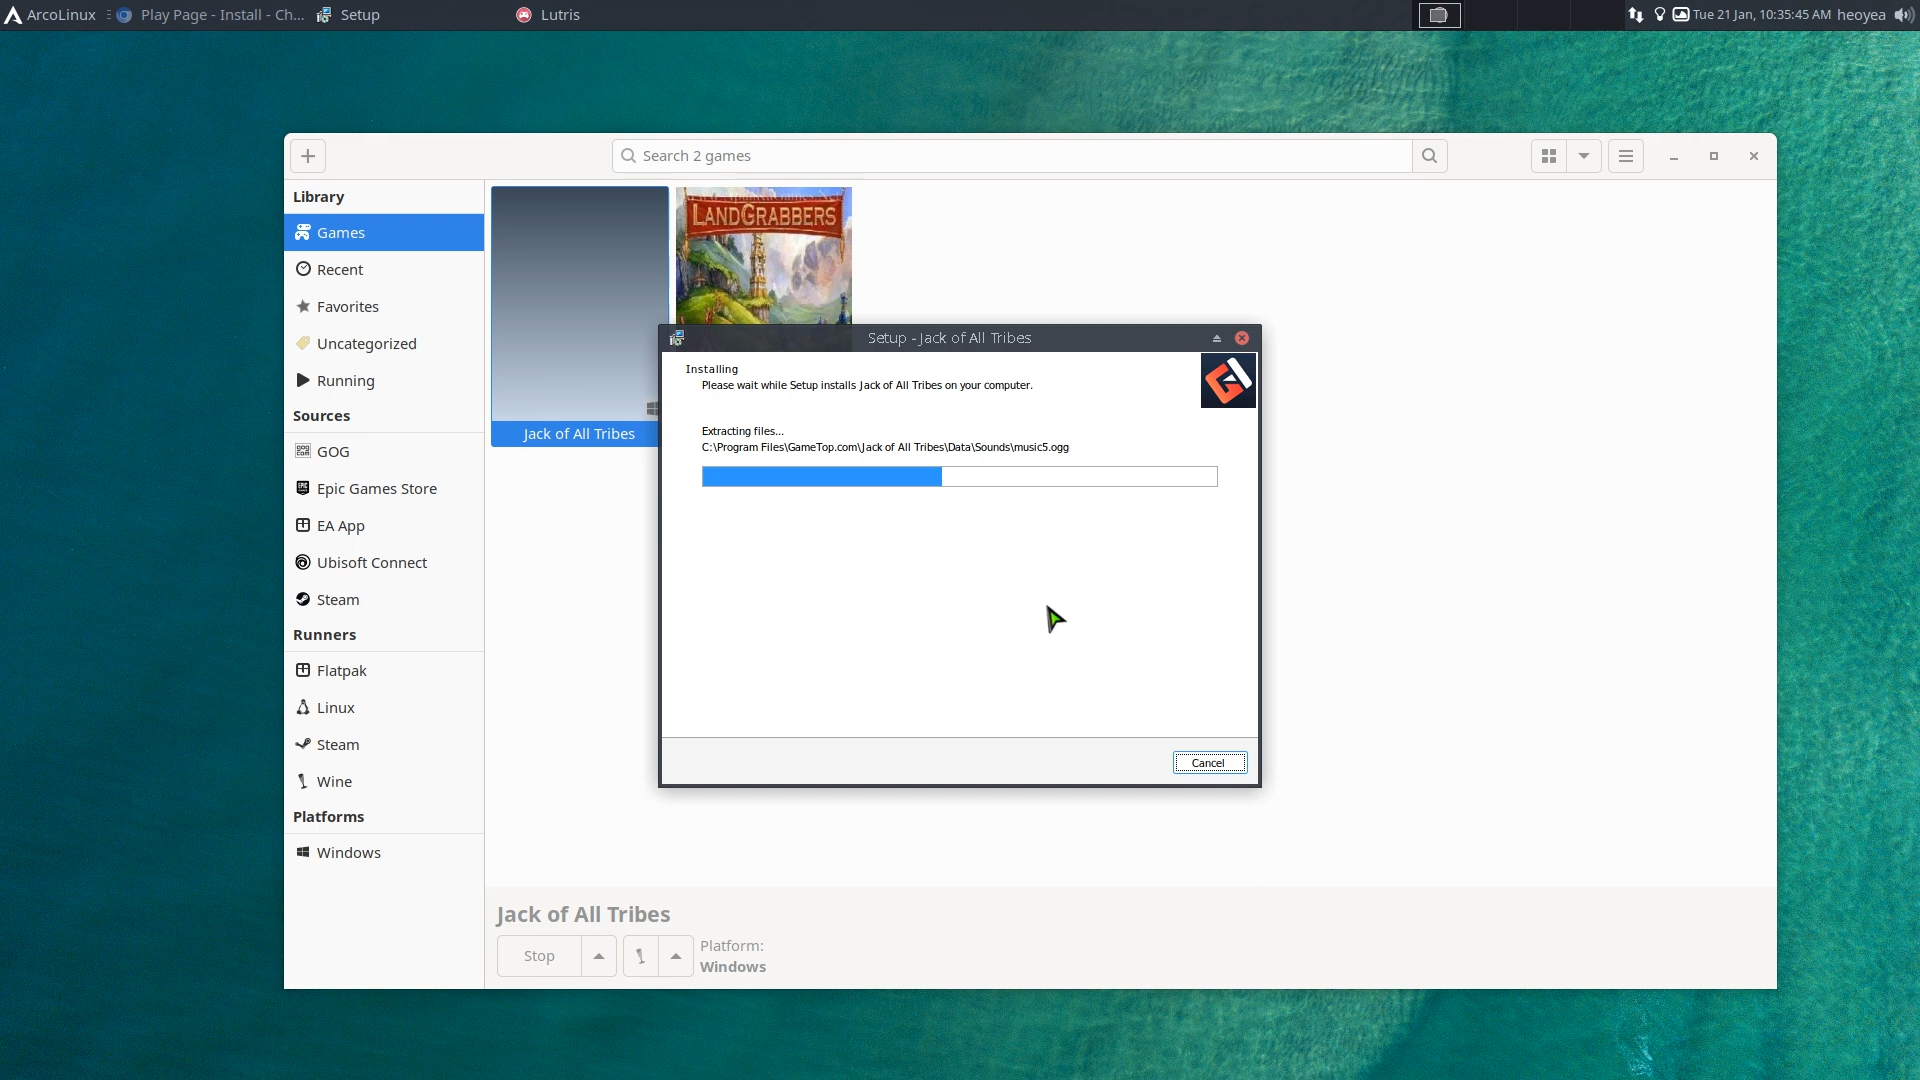 ArcoLinux
Play Page - Install - Ch...
Setup
Lutris
Tue 21 Jan, 10:35:45 AM
heoyea
Search 2 games
Library
Games
Recent
Favorites
Uncategorized
Running
Sources
GOG
Epic Games Store
EA App
Ubisoft Connect
Steam
Runners
Flatpak
Linux
Steam
Wine
Platforms
Windows
LANDGRABBERS
Jack of All Tribes
Setup - Jack of All Tribes
Installing
Please wait while Setup installs Jack of All Tribes on your computer.
Extracting files...
C:\Program Files\GameTop.com\Jack of All Tribes\Data\Sounds\music5.ogg
Cancel
Jack of All Tribes
Stop
Platform:
Windows